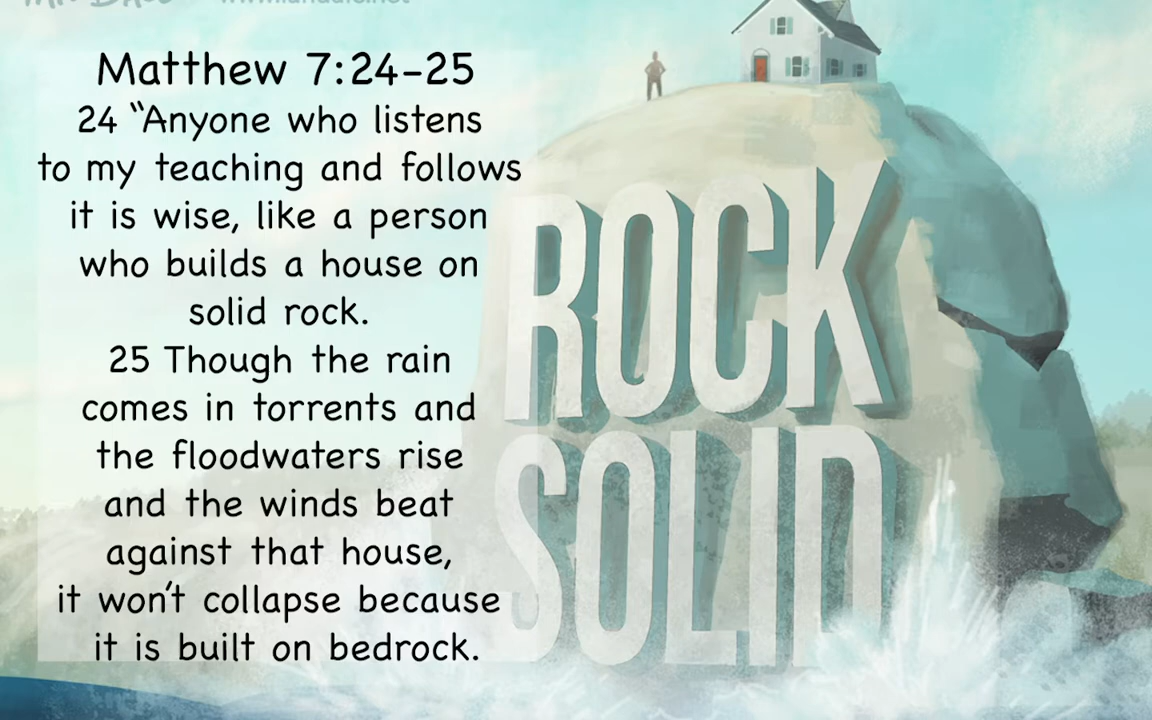 Matthew 7:24-25
24 “Anyone who listens
to my teaching and follows
it is wise, like a person
who builds a house on
solid rock.
25 Though the rain
comes in torrents and
the floodwaters rise
and the winds beat
against that house,
it won’t collapse because
it is built on bedrock.
ROCK
SOLID